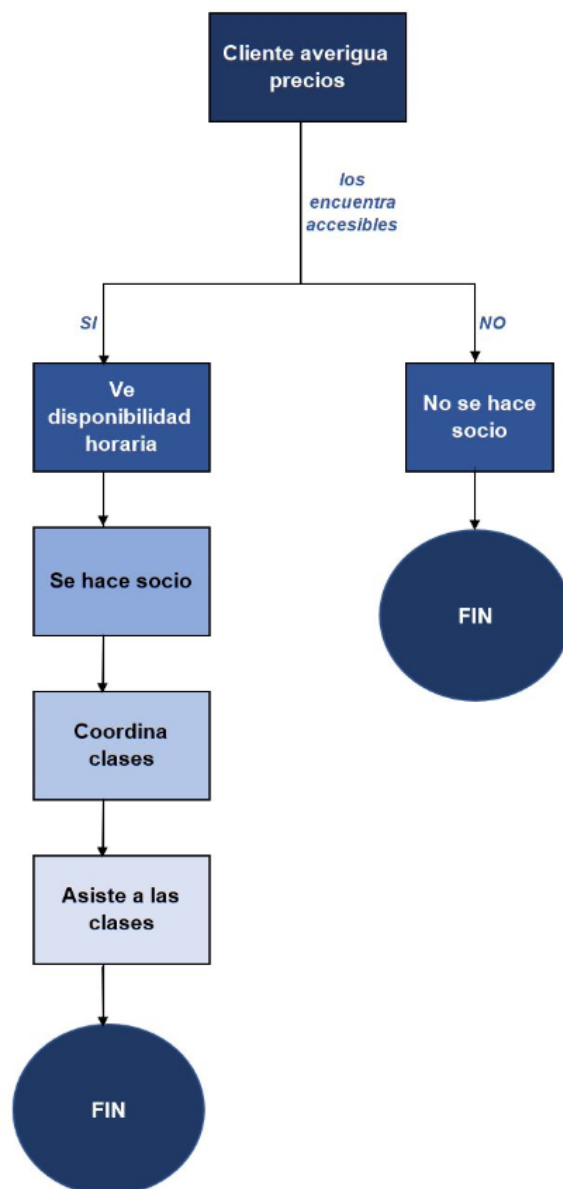 Cliente averigua
precios
los
encuentra
accesibles
SI
NO
Ve
disponibilidad
horaria
No se hace
socio
Se hace socio
FIN
Coordina
clases
Asiste a las
clases
FIN